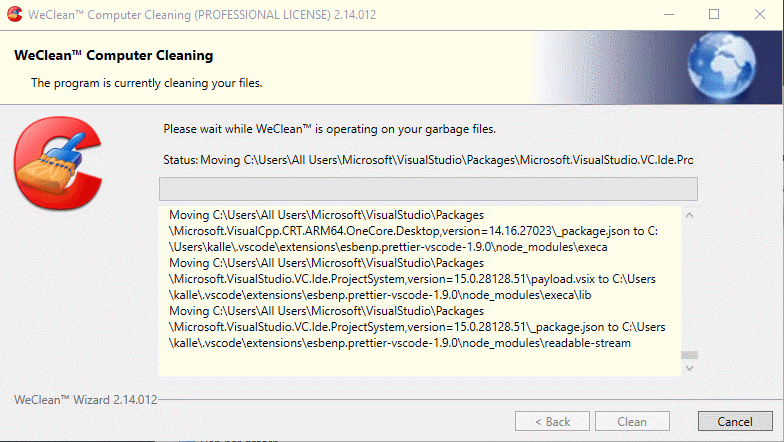 WeClean™ Computer Cleaning (PROFESSIONAL LICENSE) 2.14.012
WeClean™ Computer Cleaning
The program is currently cleaning your files.
Please wait while WeClean™ is operating on your garbage files.
Status: Moving C:\Users\All Users\Microsoft\VisualStudio\Packages\Microsoft.VisualStudio.VC.Ide.Prc
Moving C:\Users\All Users\Microsoft\VisualStudio\Packages
\Microsoft.VisualCpp.CRT.ARM64.OneCore.Desktop,version=14.16.27023\_package.json to C:
\Users\kalle\.vscode\extensions\esbenp.prettier-vscode-1.9.0\node_modules\execa
Moving C:\Users\All Users\Microsoft\VisualStudio\Packages
\Microsoft.VisualStudio.VC.Ide.ProjectSystem,version=15.0.28128.51\payload.vsix to C:\Users
\kalle\.vscode\extensions\esbenp.prettier-vscode-1.9.0\node_modules\execa\lib
Moving C:\Users\All Users\Microsoft\VisualStudio\Packages
\Microsoft.VisualStudio.VC.Ide.ProjectSystem,version=15.0.28128.51\_package.json to C:\Users
\kalle\.vscode\extensions\esbenp.prettier-vscode-1.9.0\node_modules\readable-stream
WeClean™ Wizard 2.14.012
< Back
Clean
Cancel